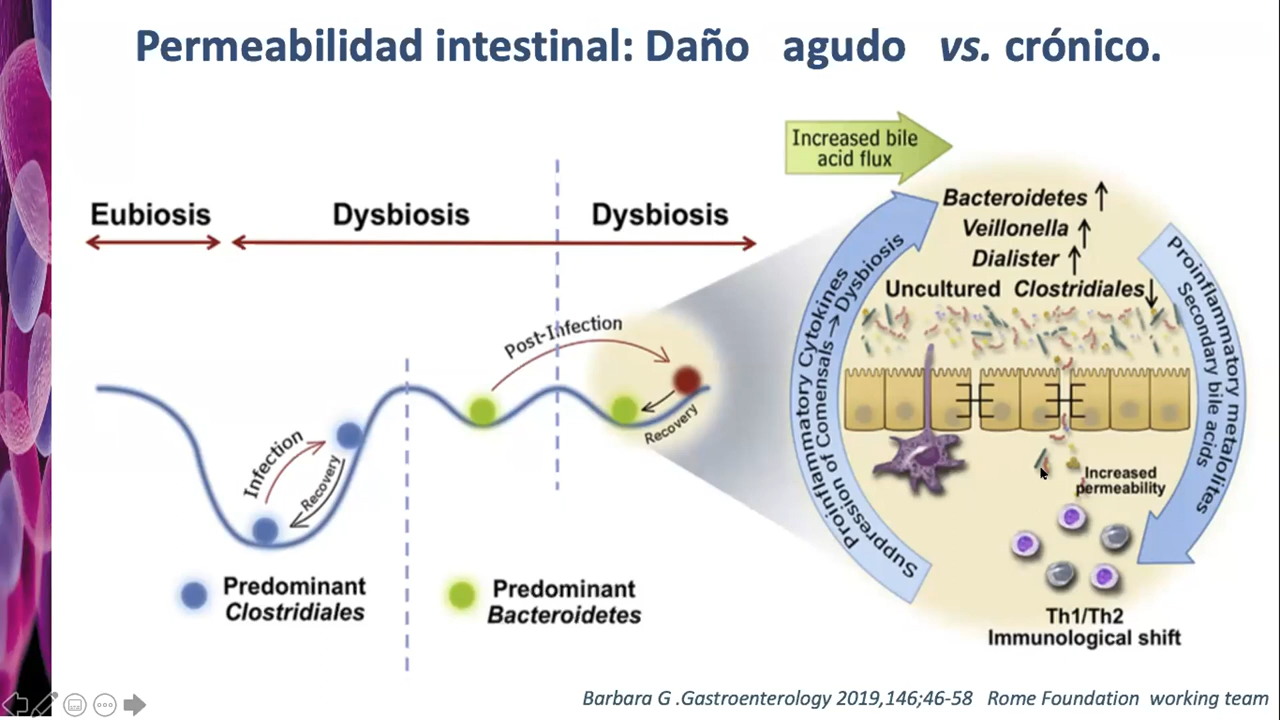 Permeabilidad intestinal: Daño agudo vs. crónico.
Increased bile
acid flux
Eubiosis
Dysbiosis
Dysbiosis
Bacteroidetes ↑
Veillonella ↑
Dialister ↑
Uncultured Clostridiales↓
Proinflammatory Cytokines
Suppression of Comensals → Dysbiosis
Proinflammatory metabolites
Secondary bile acids
Post-Infection
Recovery
Infection
Recovery
Increased
permeability
Predominant
Clostridiales
Predominant
Bacteroidetes
Th1/Th2
Immunological shift
Barbara G .Gastroenterology 2019,146;46-58 Rome Foundation working team